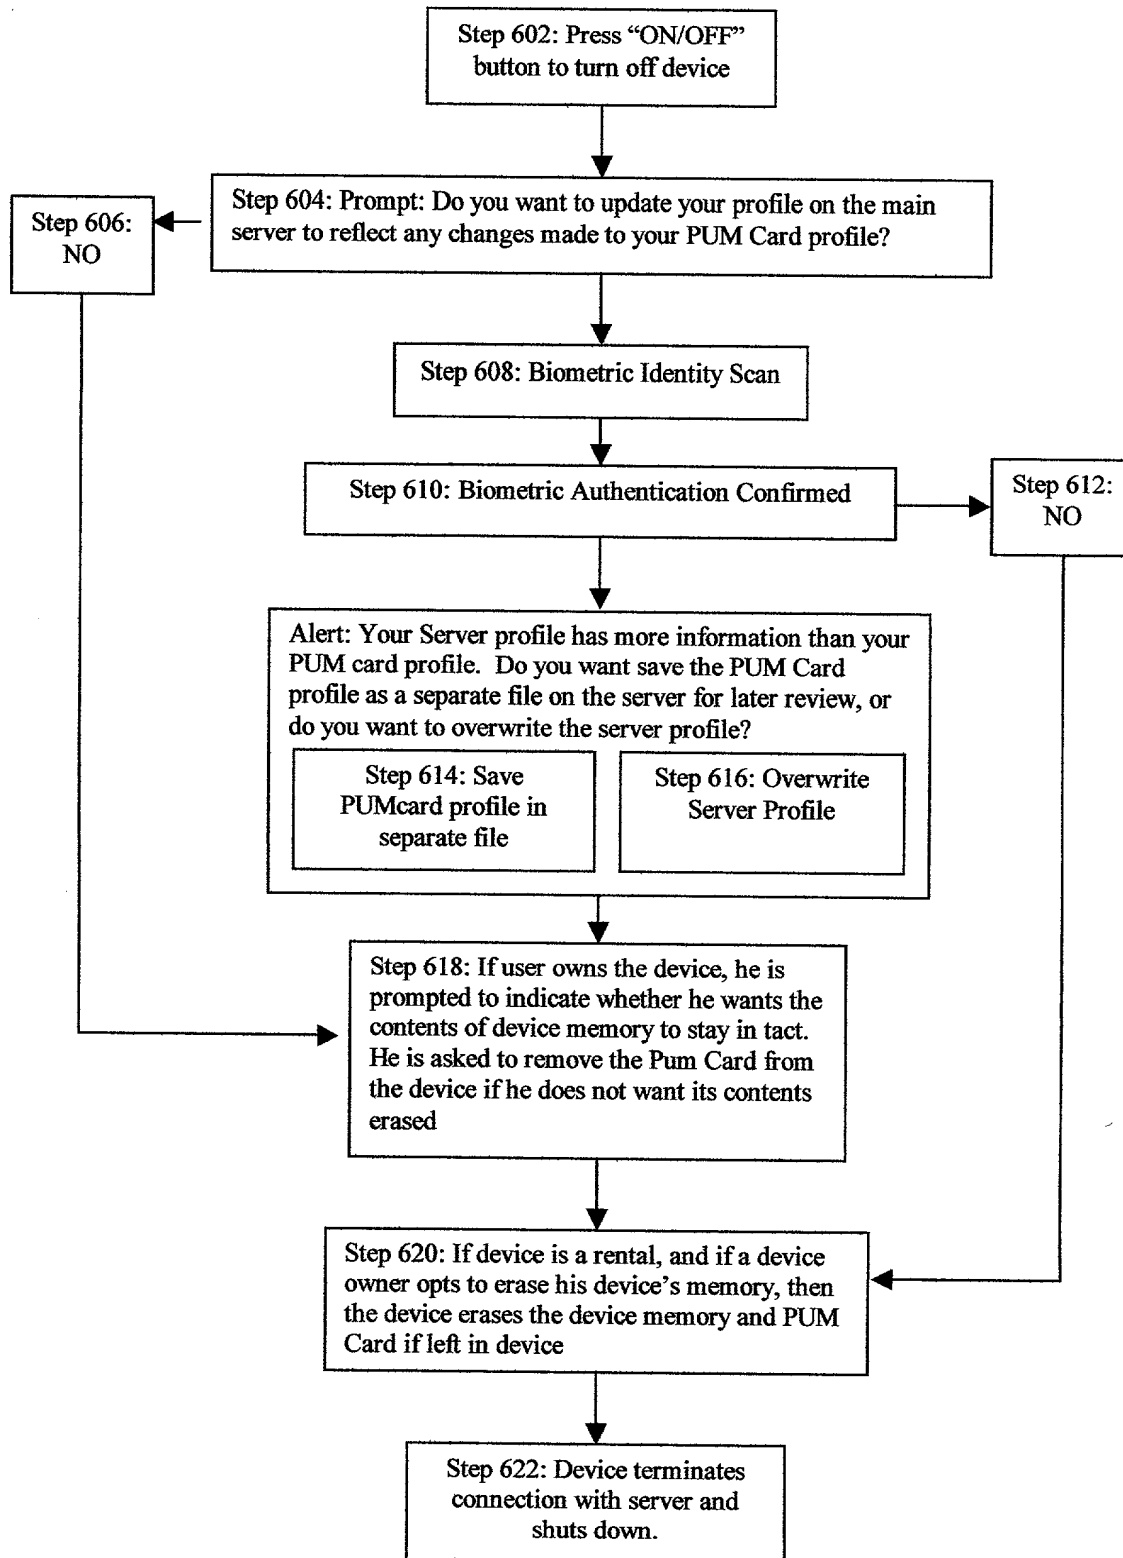 Step 602: Press “ON/OFF”
button to turn off device
Step 604: Prompt: Do you want to update your profile on the main
server to reflect any changes made to your PUM Card profile?
Step 606:
NO
Step 608: Biometric Identity Scan
Step 610: Biometric Authentication Confirmed
Step 612:
NO
Alert: Your Server profile has more information than your
PUM card profile. Do you want save the PUM Card
profile as a separate file on the server for later review, or
do you want to overwrite the server profile?
Step 614: Save
PUMcard profile in
separate file
Step 616: Overwrite
Server Profile
Step 618: If user owns the device, he is
prompted to indicate whether he wants the
contents of device memory to stay in tact.
He is asked to remove the Pum Card from
the device if he does not want its contents
erased
Step 620: If device is a rental, and if a device
owner opts to erase his device’s memory, then
the device erases the device memory and PUM
Card if left in device
Step 622: Device terminates
connection with server and
shuts down.